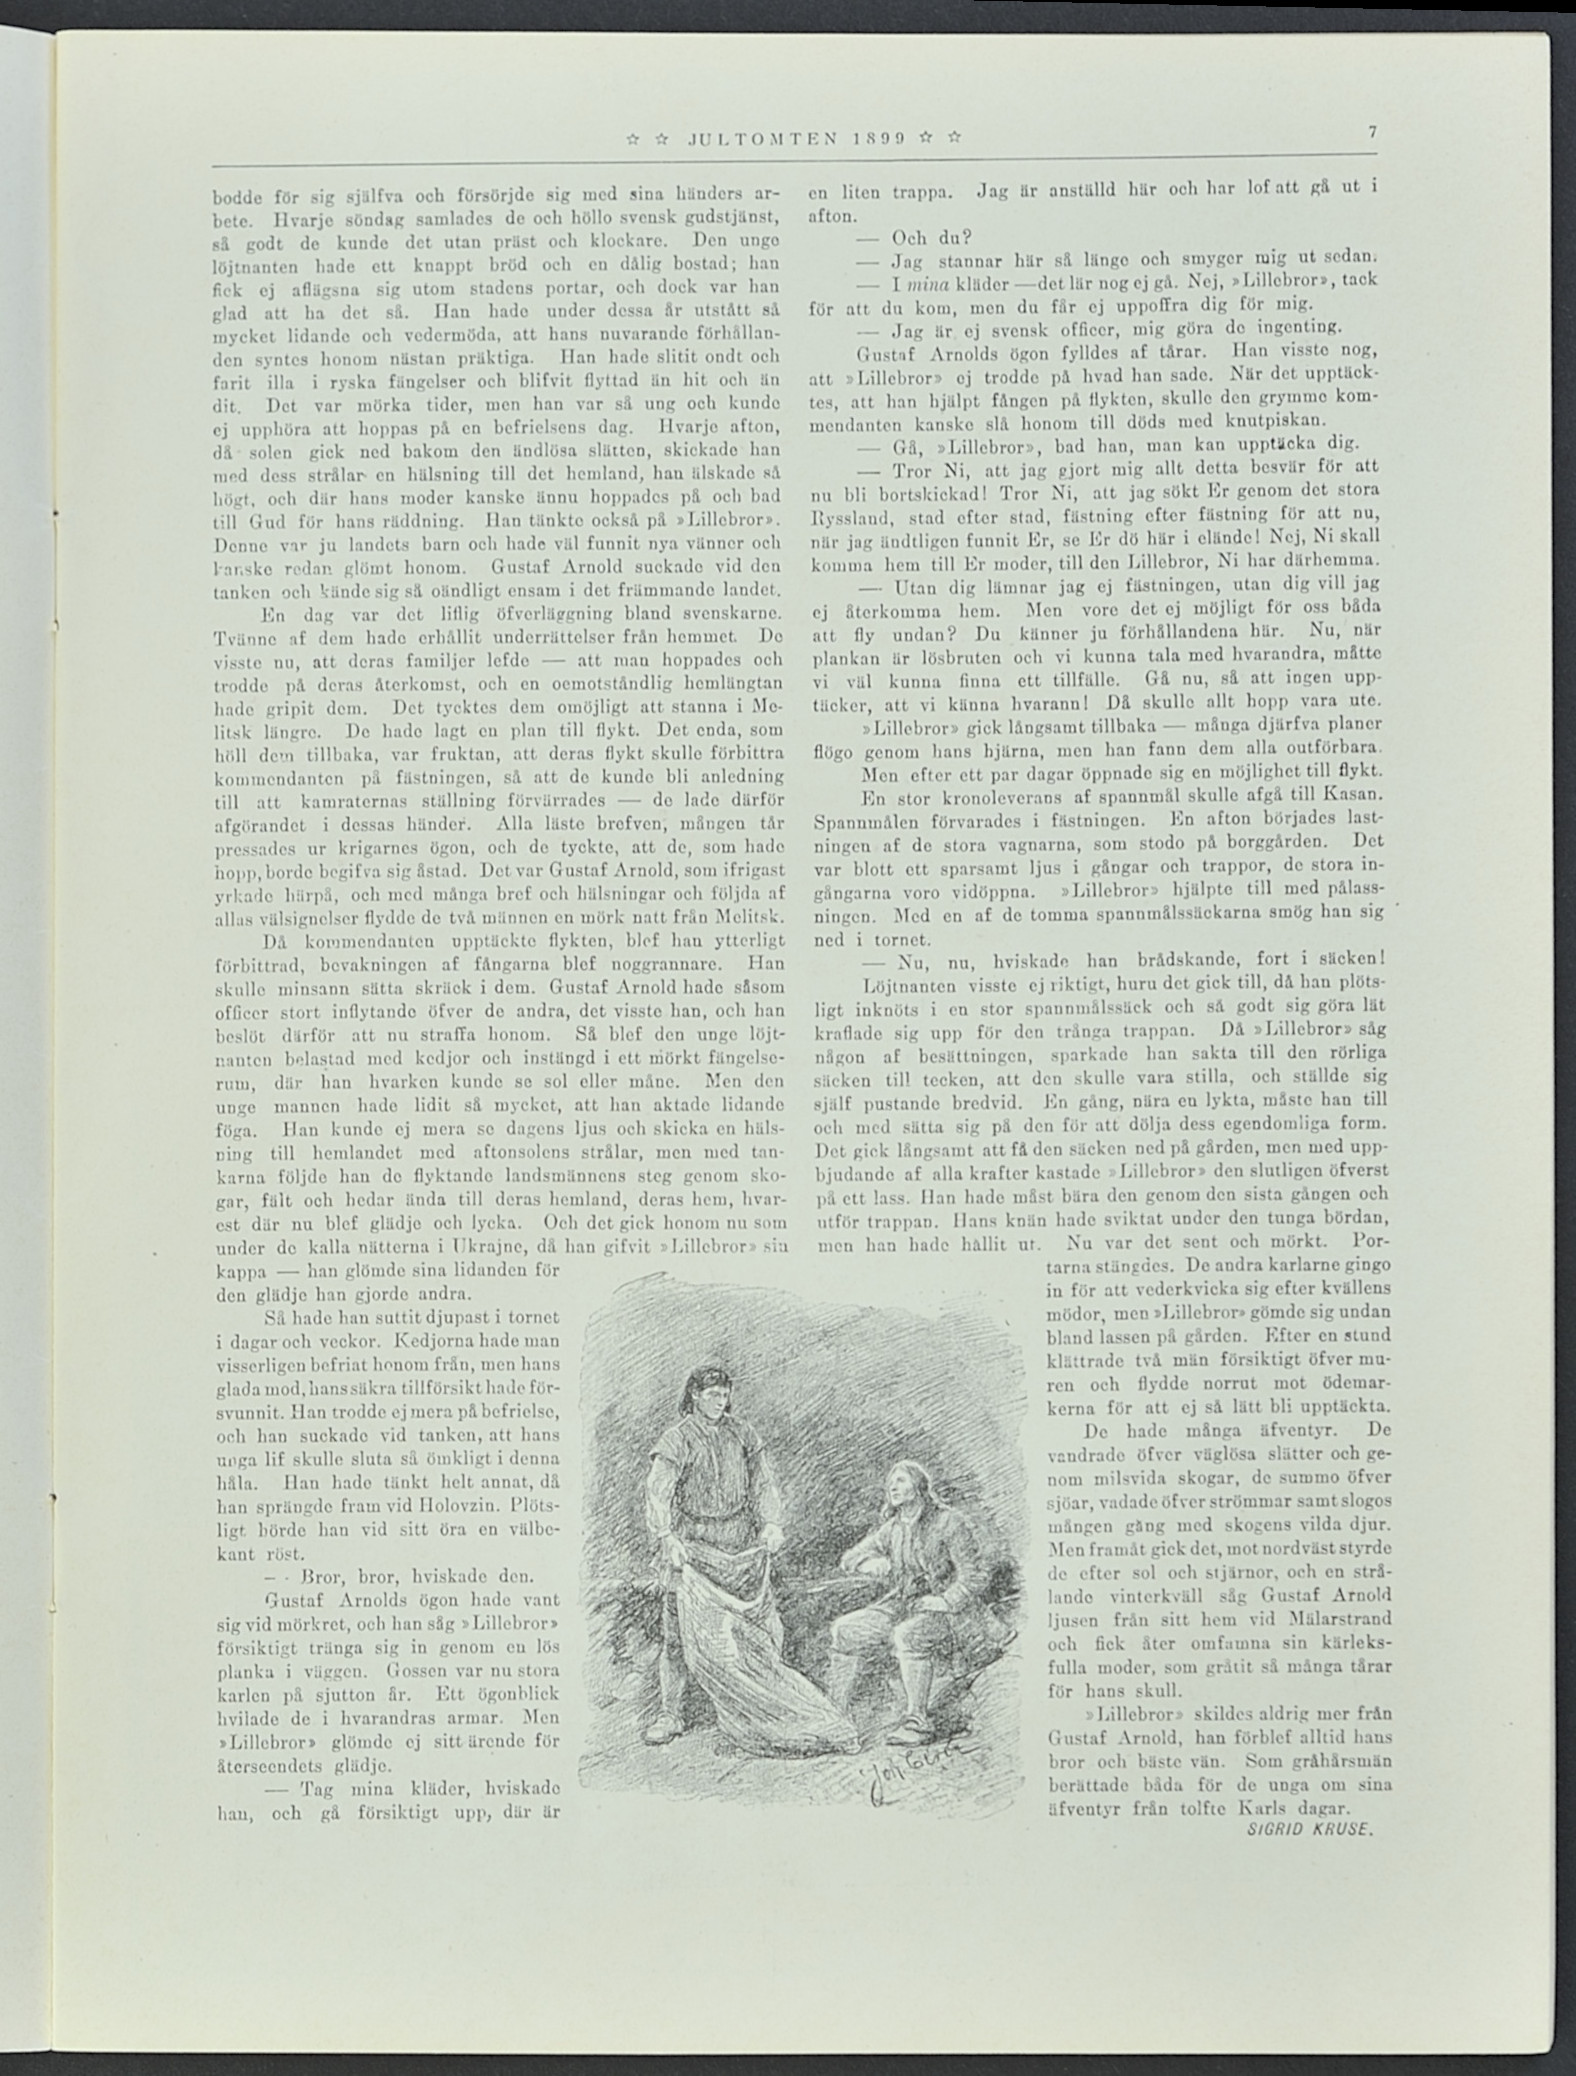 ☆ ☆ JULTOMTEN 1899 ☆ ☆
7
bodde för sig själfva och försörjde sig med sina händers ar-
bete. Hvarje söndag samlades de och höllo svensk gudstjänst,
så godt de kunde det utan präst och klockare. Den unge
löjtnanten hade ett knappt bröd och en dålig bostad; han
fick ej aflägsna sig utom stadens portar, och dock var han
glad att ha det så. Han hade under dessa år utstått så
mycket lidande och vedermöda, att hans nuvarande förhållan-
den syntes honom nästan präktiga. Han hade slitit ondt och
farit illa i ryska fängelser och blifvit flyttad än hit och än
dit. Det var mörka tider, men han var så ung och kunde
ej upphöra att hoppas på en befrielsens dag. Hvarje afton,
då solen gick ned bakom den ändlösa slätten, skickade han
med dess strålar en hälsning till det hemland, han älskade så
högt, och där hans moder kanske ännu hoppades på och bad
till Gud för hans räddning. Han tänkte också på »Lillebror».
Denne var ju landets barn och hade väl funnit nya vänner och
kanske redan glömt honom. Gustaf Arnold suckade vid den
tanken och kände sig så oändligt ensam i det främmande landet.
En dag var det liflig öfverläggning bland svenskarne.
Tvänne af dem hade erhållit underrättelser från hemmet. De
visste nu, att deras familjer lefde — att man hoppades och
trodde på deras återkomst, och en oemotståndlig hemlängtan
hade gripit dem. Det tycktes dem omöjligt att stanna i Me-
litsk längre. De hade lagt en plan till flykt. Det enda, som
höll dem tillbaka, var fruktan, att deras flykt skulle förbittra
kommendanten på fästningen, så att de kunde bli anledning
till att kamraternas ställning förvärrades — de lade därför
afgörandet i dessas händer. Alla läste brefven, mången tår
pressades ur krigarnes ögon, och de tyckte, att de, som hade
hopp, borde begifva sig åstad. Det var Gustaf Arnold, som ifrigast
yrkade härpå, och med många bref och hälsningar och följda af
allas välsignelser flydde de två männen en mörk natt från Melitsk.
Då kommendanten upptäckte flykten, blef han ytterligt
förbittrad, bevakningen af fångarna blef noggrannare. Han
skulle minsann sätta skräck i dem. Gustaf Arnold hade såsom
officer stort inflytande öfver de andra, det visste han, och han
beslöt därför att nu straffa honom. Så blef den unge löjt-
nanten belastad med kedjor och instängd i ett mörkt fängelse-
rum, där han hvarken kunde se sol eller måne. Men den
unge mannen hade lidit så mycket, att han aktade lidande
föga. Han kunde ej mera se dagens ljus och skicka en häls-
ning till hemlandet med aftonsolens strålar, men med tan-
karna följde han de flyktande landsmännens steg genom sko-
gar, fält och hedar ända till deras hemland, deras hem, hvar-
est där nu blef glädje och lycka. Och det gick honom nu som
under de kalla nätterna i Ukrajne, då han gifvit »Lillebror» sin
kappa — han glömde sina lidanden för
den glädje han gjorde andra.
Så hade han suttit djupast i tornet
i dagar och veckor. Kedjorna hade man
visserligen befriat honom från, men hans
glada mod, hans säkra tillförsikt hade för-
svunnit. Han trodde ej mera på befrielse,
och han suckade vid tanken, att hans
unga lif skulle sluta så ömkligt i denna
håla. Han hade tänkt helt annat, då
han sprängde fram vid Holovzin. Plöts-
ligt hörde han vid sitt öra en välbe-
kant röst.
— Bror, bror, hviskade den.
Gustaf Arnolds ögon hade vant
sig vid mörkret, och han såg »Lillebror»
försiktigt tränga sig in genom en lös
planka i väggen. Gossen var nu stora
karlen på sjutton år. Ett ögonblick
hvilade de i hvarandras armar. Men
»Lillebror» glömde ej sitt ärende för
återseendets glädje.
— Tag mina kläder, hviskade
han, och gå försiktigt upp, där är
en liten trappa. Jag är anställd här och har lof att gå ut i
afton.
— Och du?
— Jag stannar här så länge och smyger mig ut sedan.
— I mina kläder — det lär nog ej gå. Nej, »Lillebror», tack
för att du kom, men du får ej uppoffra dig för mig.
— Jag är ej svensk officer, mig göra de ingenting.
Gustaf Arnolds ögon fylldes af tårar. Han visste nog,
att »Lillebror» ej trodde på hvad han sade. När det upptäck-
tes, att han hjälpt fången på flykten, skulle den grymme kom-
mendanten kanske slå honom till döds med knutpiskan.
— Gå, »Lillebror», bad han, man kan upptäcka dig.
— Tror Ni, att jag gjort mig allt detta besvär för att
nu bli bortskickad! Tror Ni, att jag sökt Er genom det stora
Ryssland, stad efter stad, fästning efter fästning för att nu,
när jag ändtligen funnit Er, se Er dö här i elände! Nej, Ni skall
komma hem till Er moder, till den Lillebror, Ni har därhemma.
— Utan dig lämnar jag ej fästningen, utan dig vill jag
ej återkomma hem. Men vore det ej möjligt för oss båda
att fly undan? Du känner ju förhållandena här. Nu, när
plankan är lösbruten och vi kunna tala med hvarandra, måtte
vi väl kunna finna ett tillfälle. Gå nu, så att ingen upp-
täcker, att vi känna hvarann! Då skulle allt hopp vara ute.
»Lillebror» gick långsamt tillbaka — många djärfva planer
flögo genom hans hjärna, men han fann dem alla outförbara.
Men efter ett par dagar öppnade sig en möjlighet till flykt.
En stor kronoleverans af spannmål skulle afgå till Kasan.
Spannmålen förvarades i fästningen. En afton börjades last-
ningen af de stora vagnarna, som stodo på borggården. Det
var blott ett sparsamt ljus i gångar och trappor, de stora in-
gångarna voro vidöppna. »Lillebror» hjälpte till med pålass-
ningen. Med en af de tomma spannmålssäckarna smög han sig
ned i tornet.
— Nu, nu, hviskade han brådskande, fort i säcken!
Löjtnanten visste ej riktigt, huru det gick till, då han plöts-
ligt inknöts i en stor spannmålssäck och så godt sig göra lät
kraflade sig upp för den trånga trappan. Då »Lillebror» såg
någon af besättningen, sparkade han sakta till den rörliga
säcken till tecken, att den skulle vara stilla, och ställde sig
själf pustande bredvid. En gång, nära en lykta, måste han till
och med sätta sig på den för att dölja dess egendomliga form.
Det gick långsamt att få den säcken ned på gården, men med upp-
bjudande af alla krafter kastade »Lillebror» den slutligen öfverst
på ett lass. Han hade måst bära den genom den sista gången och
utför trappan. Hans knän hade sviktat under den tunga bördan,
men han hade hållit ut. Nu var det sent och mörkt. Por-
tarna stängdes. De andra karlarne gingo
in för att vederkvicka sig efter kvällens
mödor, men »Lillebror» gömde sig undan
bland lassen på gården. Efter en stund
klättrade två män försiktigt öfver mu-
ren och flydde norrut mot ödemar-
kerna för att ej så lätt bli upptäckta.
De hade många äfventyr. De
vandrade öfver väglösa slätter och ge-
nom milsvida skogar, de summo öfver
sjöar, vadade öfver strömmar samt slogos
mången gång med skogens vilda djur.
Men framåt gick det, mot nordväst styrde
de efter sol och stjärnor, och en strå-
lande vinterkväll såg Gustaf Arnold
ljusen från sitt hem vid Mälarstrand
och fick åter omfamna sin kärleks-
fulla moder, som gråtit så många tårar
för hans skull.
»Lillebror» skildes aldrig mer från
Gustaf Arnold, han förblef alltid hans
bror och bäste vän. Som gråhårsmän
berättade båda för de unga om sina
äfventyr från tolfte Karls dagar.
SIGRID KRUSE.